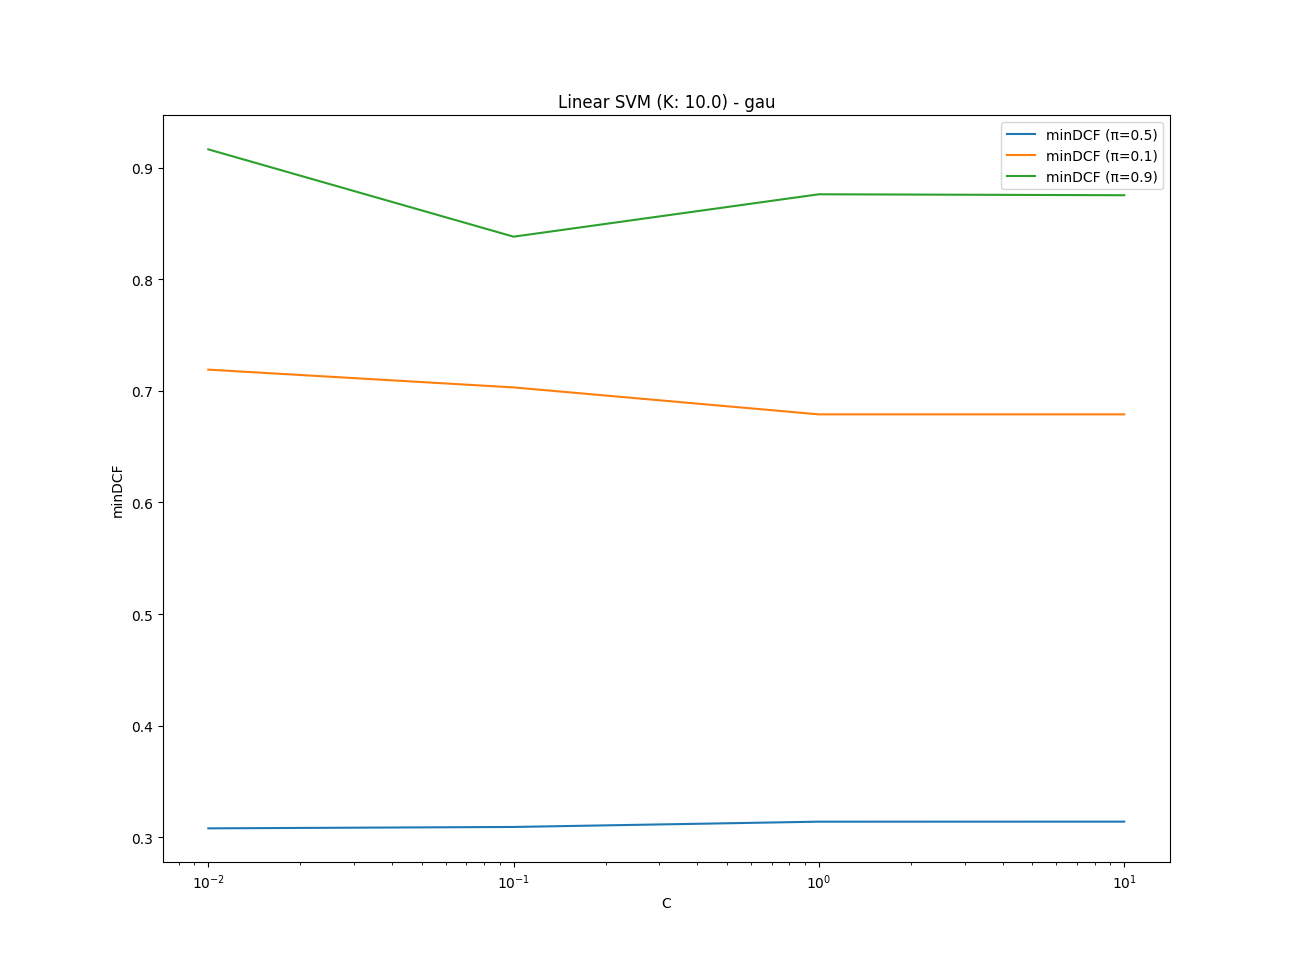 Linear SVM (K: 10.0) - gau
minDCF (π=0.5)
minDCF (π=0.1)
minDCF (π=0.9)
0.9
0.8
0.7
0.6
0.5
0.4
0.3
minDCF
10⁻² 10⁻¹ 10⁰ 10¹
C